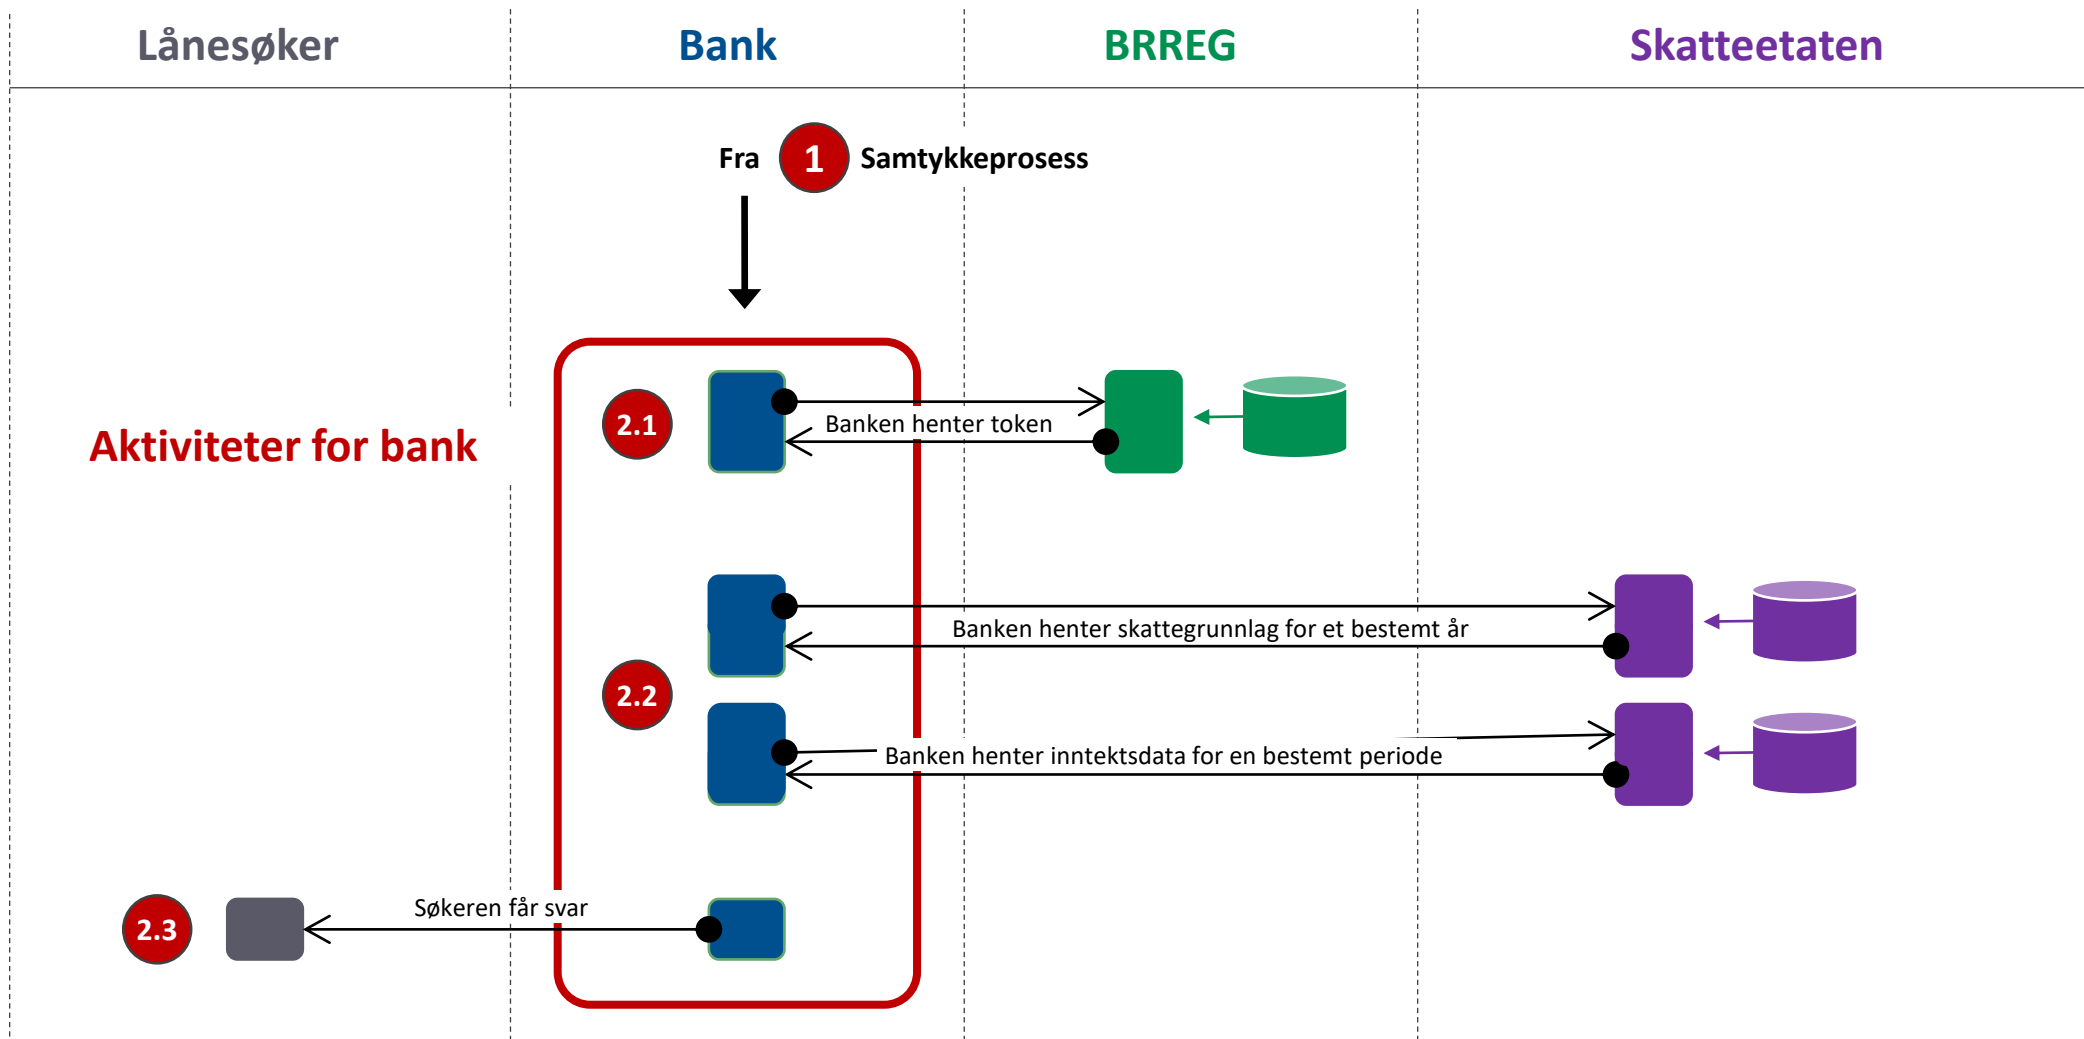 Lånesøker
Bank
BRREG
Skatteetaten
Fra 1 Samtykkeprosess
2.1
Banken henter token
Aktiviteter for bank
Banken henter skattegrunnlag for et bestemt år
2.2
Banken henter inntektsdata for en bestemt periode
Søkeren får svar
2.3